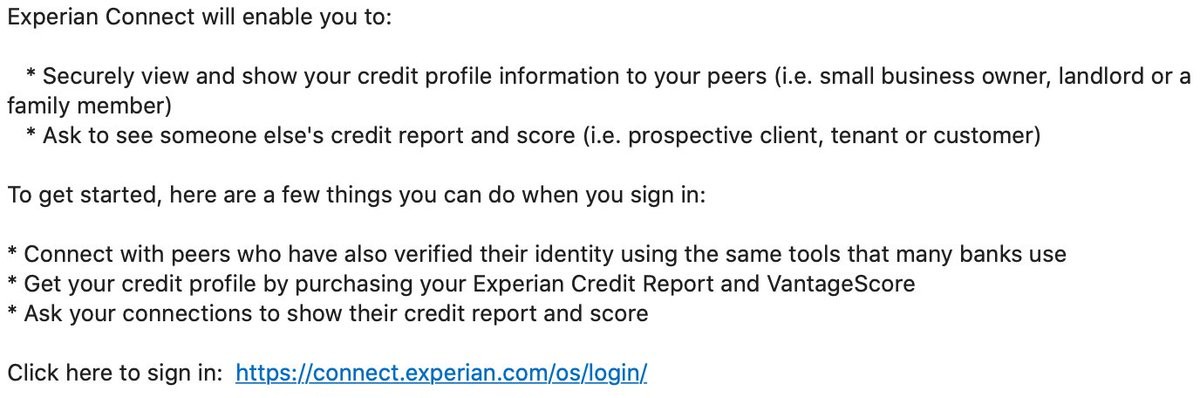 Experian Connect will enable you to:
* Securely view and show your credit profile information to your peers (i.e. small business owner, landlord or a
family member)
* Ask to see someone else's credit report and score (i.e. prospective client, tenant or customer)
To get started, here are a few things you can do when you sign in:
* Connect with peers who have also verified their identity using the same tools that many banks use
* Get your credit profile by purchasing your Experian Credit Report and VantageScore
* Ask your connections to show their credit report and score
Click here to sign in:  https://connect.experian.com/os/login/